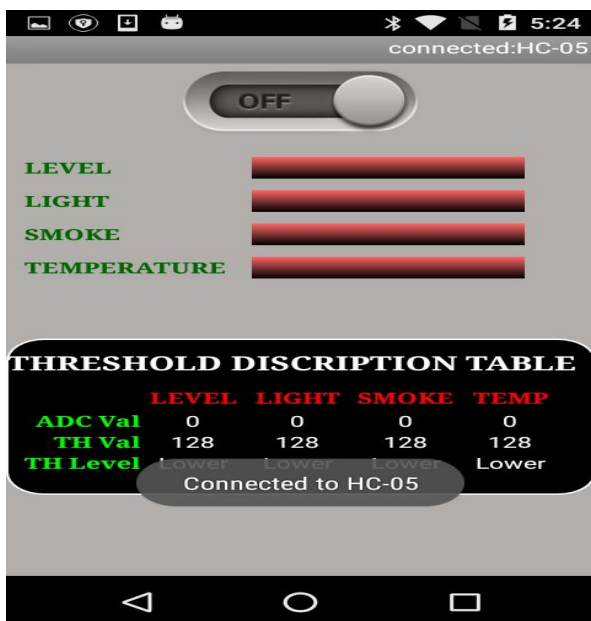 5:24
connected:HC-05
OFF
LEVEL
LIGHT
SMOKE
TEMPERATURE
THRESHOLD DISCRIPTION TABLE
LEVEL LIGHT SMOKE TEMP
ADC Val 0 0 0 0
TH Val 128 128 128 128
TH Level Lower Lower Lower Lower
Connected to HC-05